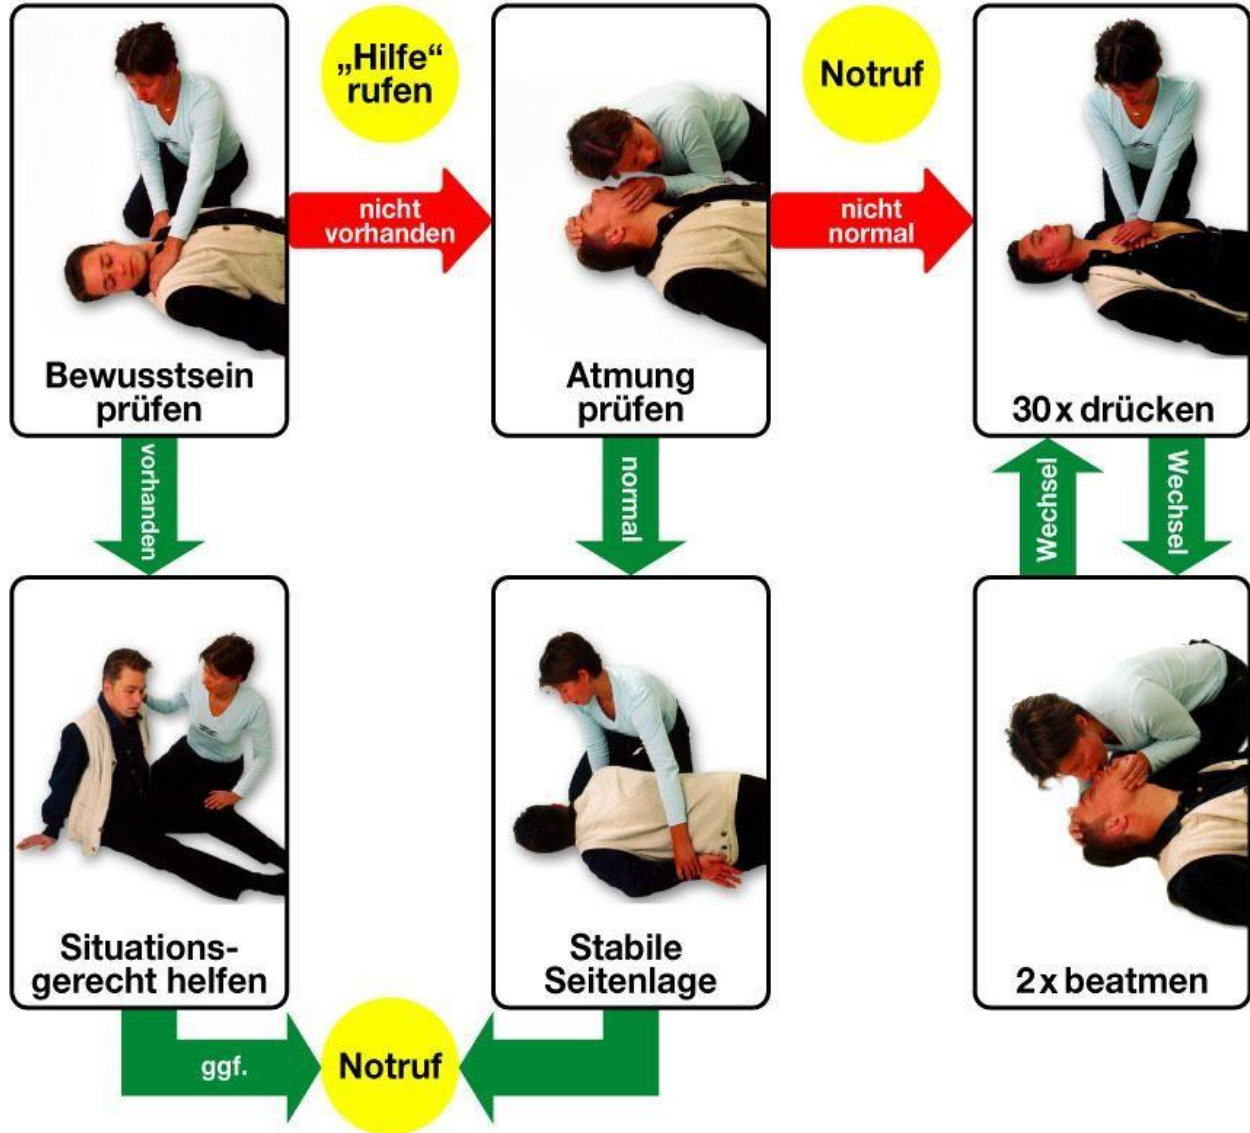 „Hilfe“
rufen
Notruf
nicht
vorhanden
nicht
normal
Bewusstsein
prüfen
Atmung
prüfen
30 x drücken
vorhanden
normal
Wechsel
Wechsel
Situations-
gerecht helfen
Stabile
Seitenlage
2 x beatmen
ggf.
Notruf